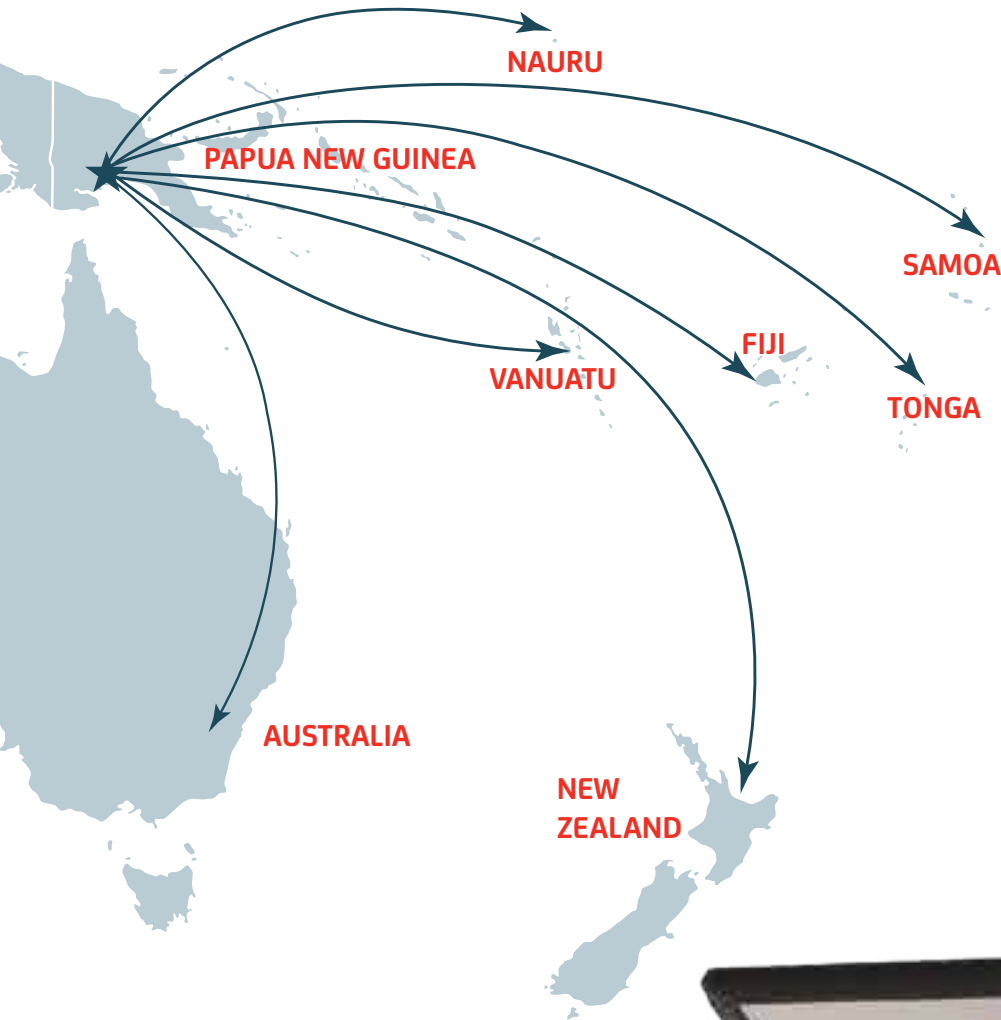 NAURU
PAPUA NEW GUINEA
SAMOA
FIJI
VANUATU
TONGA
AUSTRALIA
NEW
ZEALAND